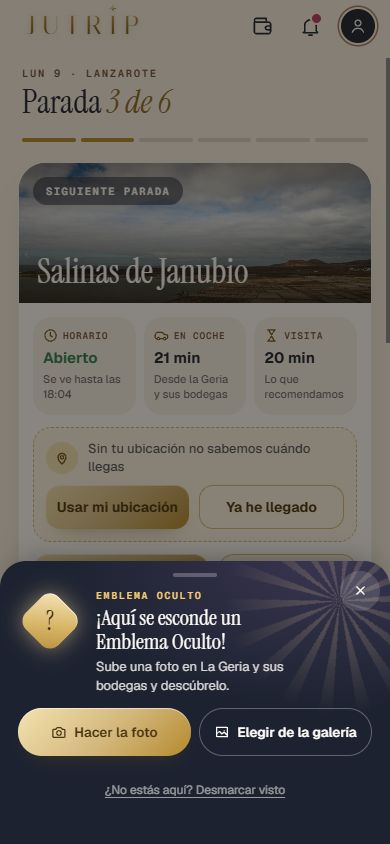 JUTRIP
LUN 9 · LANZAROTE
Parada 3 de 6
SIGUIENTE PARADA
Salinas de Janubio
HORARIO
Abierto
Se ve hasta las
18:04
EN COCHE
21 min
Desde la Geria
y sus bodegas
VISITA
20 min
Lo que
recomendamos
Sin tu ubicación no sabemos cuándo
llegas
Usar mi ubicación
Ya he llegado
EMBLEMA OCULTO
?
¡Aquí se esconde un
Emblema Oculto!
Sube una foto en La Geria y sus
bodegas y descúbrelo.
Hacer la foto
Elegir de la galería
¿No estás aquí? Desmarcar visto